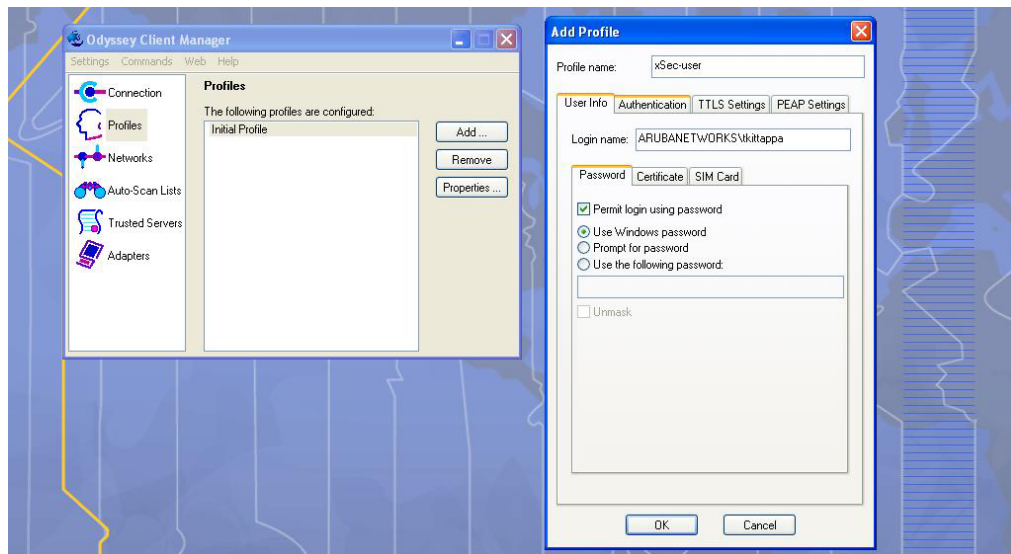 Odyssey Client Manager
Settings Commands Web Help
Connection
Profiles
Networks
Auto-Scan Lists
Trusted Servers
Adapters
Profiles
The following profiles are configured:
Initial Profile
Add ...
Remove
Properties ...
Add Profile
Profile name: xSec-user
User Info Authentication TTLS Settings PEAP Settings
Login name: ARUBANETWORKS\tkittappa
Password Certificate SIM Card
Permit login using password
Use Windows password
Prompt for password
Use the following password:
Unmask
OK Cancel